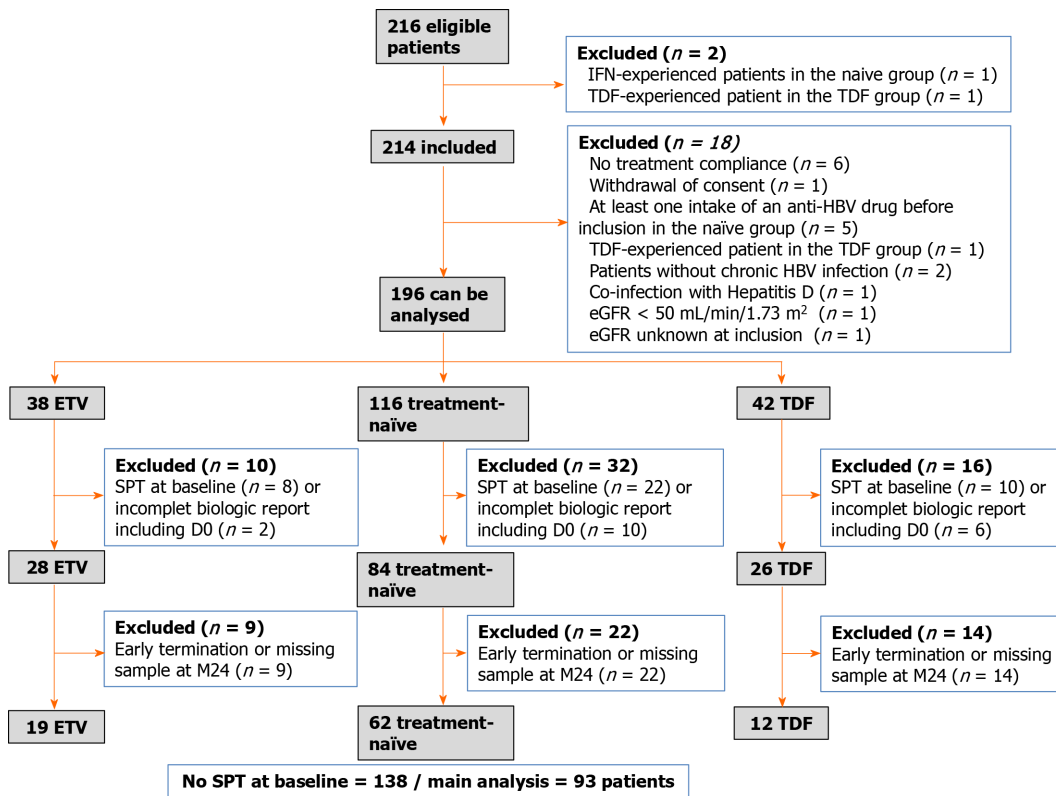 216 eligible
patients
Excluded (n = 2)
IFN-experienced patients in the naive group (n = 1)
TDF-experienced patient in the TDF group (n = 1)
214 included
Excluded (n = 18)
No treatment compliance (n = 6)
Withdrawal of consent (n = 1)
At least one intake of an anti-HBV drug before
inclusion in the naïve group (n = 5)
TDF-experienced patient in the TDF group (n = 1)
Patients without chronic HBV infection (n = 2)
Co-infection with Hepatitis D (n = 1)
eGFR < 50 mL/min/1.73 m² (n = 1)
eGFR unknown at inclusion (n = 1)
196 can be
analysed
38 ETV
116 treatment-
naïve
42 TDF
Excluded (n = 10)
SPT at baseline (n = 8) or
incomplet biologic report
including D0 (n = 2)
Excluded (n = 32)
SPT at baseline (n = 22) or
incomplet biologic report
including D0 (n = 10)
Excluded (n = 16)
SPT at baseline (n = 10) or
incomplet biologic report
including D0 (n = 6)
28 ETV
84 treatment-
naïve
26 TDF
Excluded (n = 9)
Early termination or missing
sample at M24 (n = 9)
Excluded (n = 22)
Early termination or missing
sample at M24 (n = 22)
Excluded (n = 14)
Early termination or missing
sample at M24 (n = 14)
19 ETV
62 treatment-
naïve
12 TDF
No SPT at baseline = 138 / main analysis = 93 patients